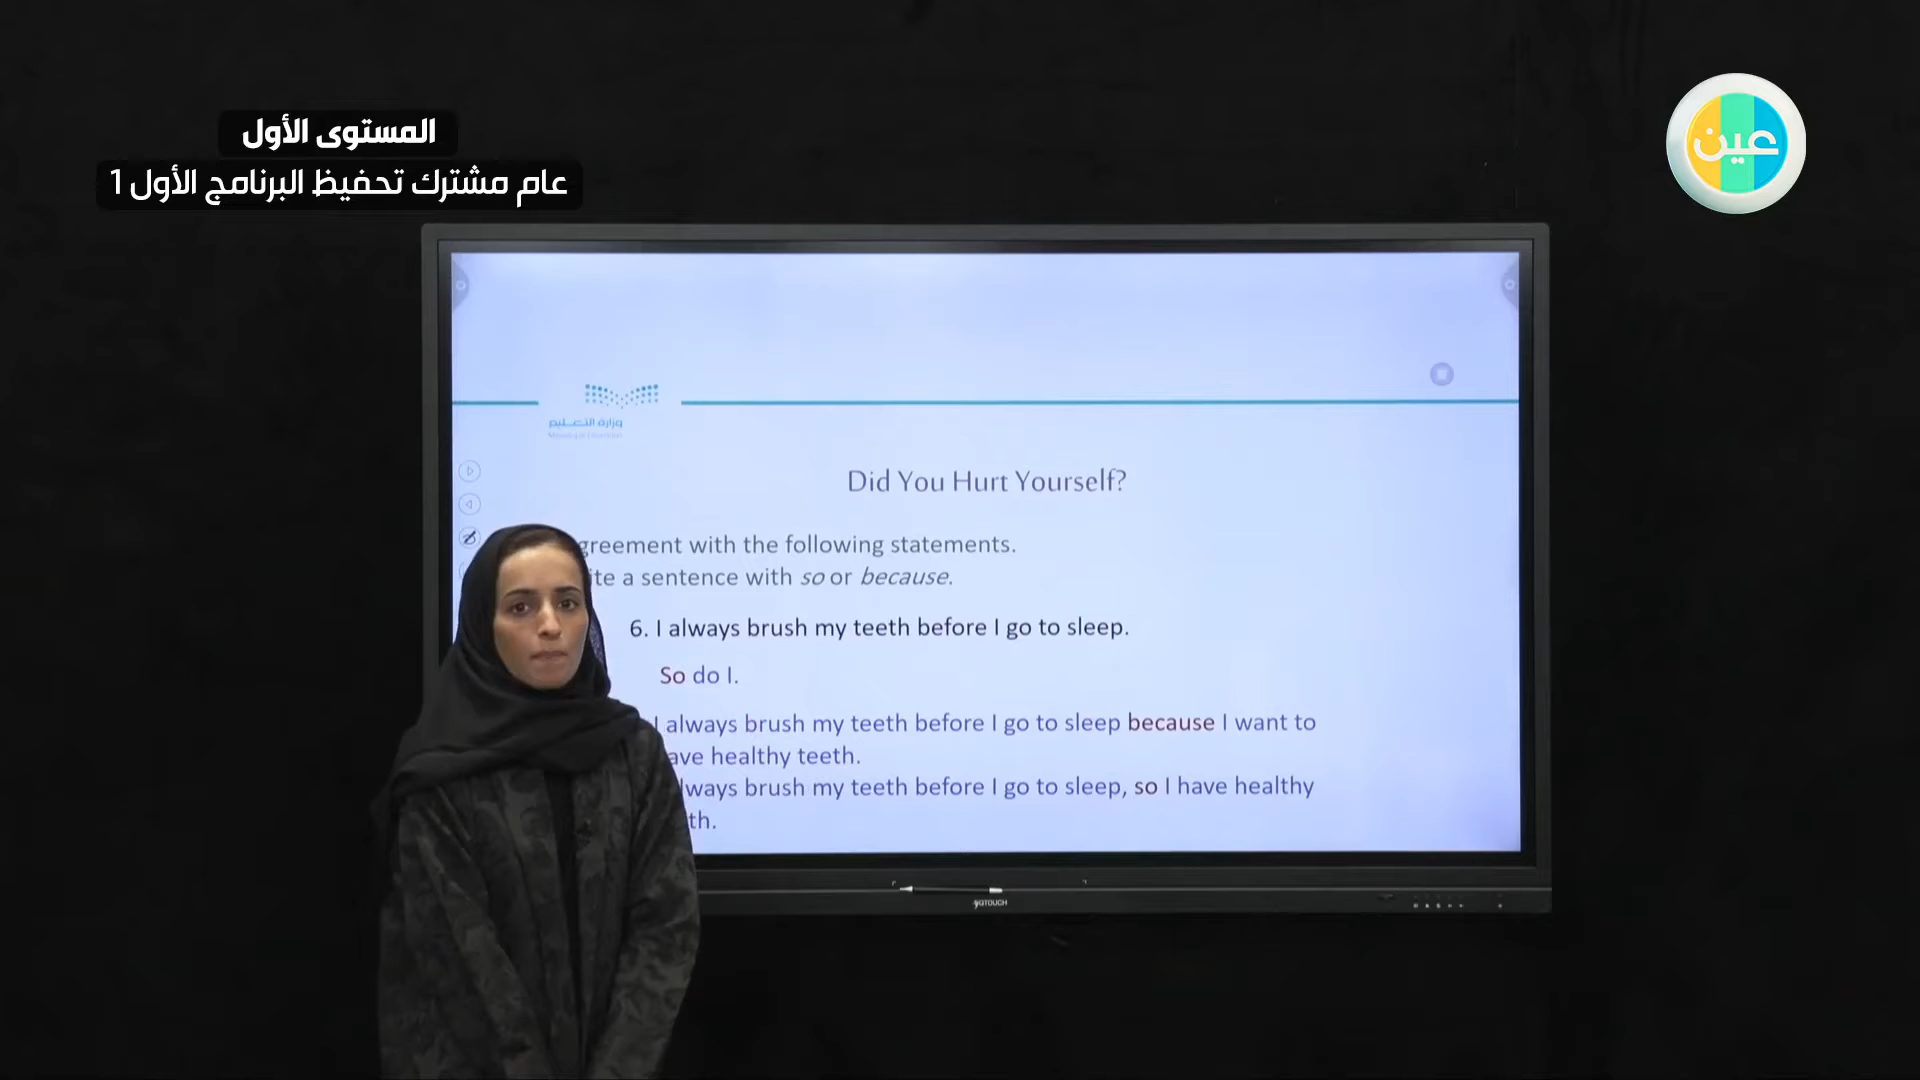 المستوى الأول
عام مشترك تحفيظ البرنامج الأول 1
عين
وزارة التعليم
Did You Hurt Yourself?
greement with the following statements.
ite a sentence with so or because.
6. I always brush my teeth before I go to sleep.
So do I.
I always brush my teeth before I go to sleep because I want to
ave healthy teeth.
lways brush my teeth before I go to sleep, so I have healthy
th.